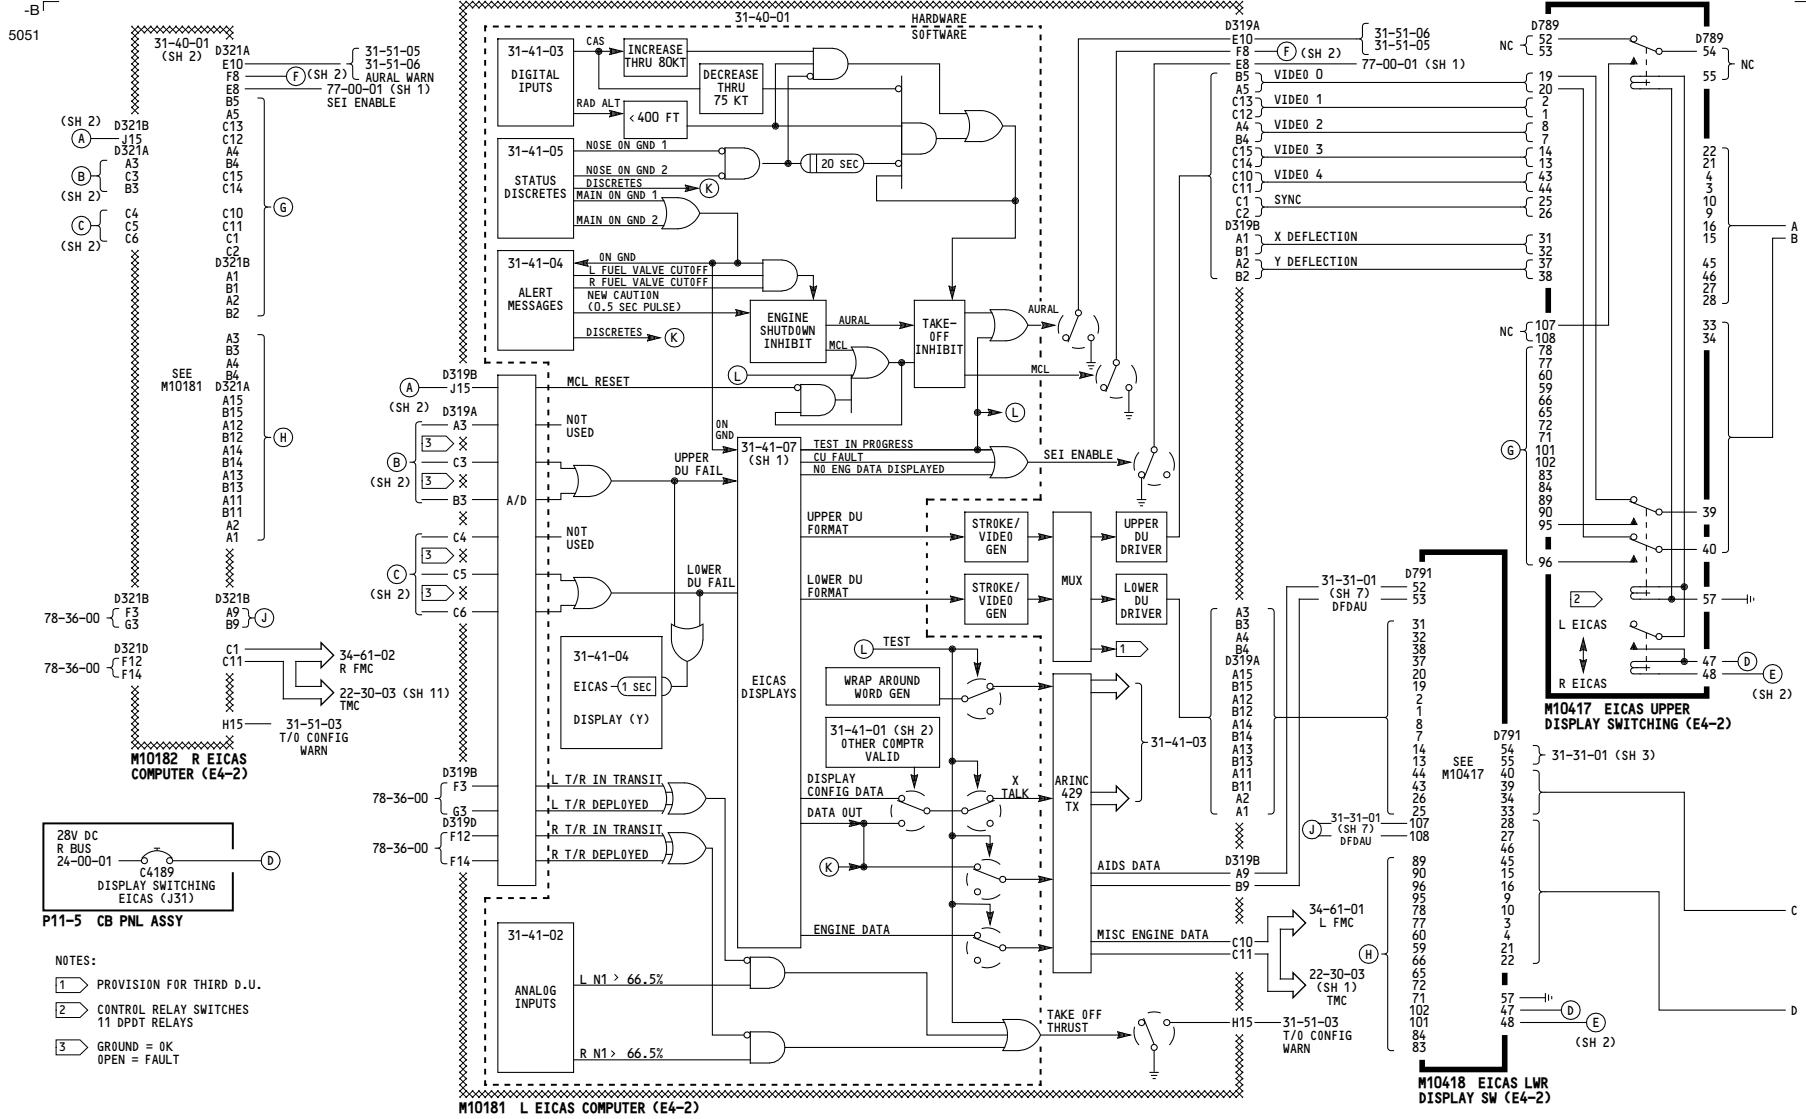 -B
5051
31-40-01
(SH 2)
D321A
E10
F8
E8
B5
A5
C13
C12
A4
B4
C15
C14
C10
C11
C1
C2
D321B
A1
B1
A2
B2
A3
B3
A4
B4
D321A
A15
B15
A12
B12
A14
B14
A13
B13
A11
B11
A2
A1
D321B
A9
B9
C1
C11
H15
31-51-05
31-51-06
AURAL WARN
F
(SH 2)
77-00-01 (SH 1)
SEI ENABLE
(SH 2)
A
D321B
J15
D321A
A3
C3
B3
B
(SH 2)
C4
C5
C6
C
(SH 2)
G
H
J
SEE
M10181
D321B
F3
G3
78-36-00
D321D
F12
F14
78-36-00
34-61-02
R FMC
22-30-03 (SH 11)
TMC
31-51-03
T/O CONFIG
WARN
M10182 R EICAS
COMPUTER (E4-2)
28V DC
R BUS
24-00-01
C4189
DISPLAY SWITCHING
EICAS (J31)
D
P11-5 CB PNL ASSY
NOTES:
1 PROVISION FOR THIRD D.U.
2 CONTROL RELAY SWITCHES
11 DPDT RELAYS
3 GROUND = OK
OPEN = FAULT
31-40-01
HARDWARE
SOFTWARE
31-41-03
DIGITAL
IPUTS
CAS
INCREASE
THRU 80KT
DECREASE
THRU
75 KT
RAD ALT
<400 FT
31-41-05
STATUS
DISCRETES
NOSE ON GND 1
NOSE ON GND 2
DISCRETES
K
MAIN ON GND 1
MAIN ON GND 2
20 SEC
31-41-04
ALERT
MESSAGES
ON GND
L FUEL VALVE CUTOFF
R FUEL VALVE CUTOFF
NEW CAUTION
(0.5 SEC PULSE)
DISCRETES
K
ENGINE
SHUTDOWN
INHIBIT
AURAL
MCL
TAKE-
OFF
INHIBIT
AURAL
MCL
L
L
D319B
J15
A
(SH 2)
MCL RESET
D319A
A3
3
C3
3
B3
B
(SH 2)
NOT
USED
C4
3
C5
3
C6
C
(SH 2)
NOT
USED
A/D
UPPER
DU FAIL
LOWER
DU FAIL
ON
GND
31-41-07
(SH 1)
EICAS
DISPLAYS
TEST IN PROGRESS
CU FAULT
NO ENG DATA DISPLAYED
SEI ENABLE
UPPER DU
FORMAT
LOWER DU
FORMAT
STROKE/
VIDEO
GEN
STROKE/
VIDEO
GEN
MUX
UPPER
DU
DRIVER
LOWER
DU
DRIVER
1
31-41-04
EICAS
1 SEC
DISPLAY (Y)
L
TEST
WRAP AROUND
WORD GEN
31-41-01 (SH 2)
OTHER COMPTR
VALID
DISPLAY
CONFIG DATA
DATA OUT
X
TALK
K
ARINC
429
TX
31-41-03
AIDS DATA
ENGINE DATA
MISC ENGINE DATA
D319B
F3
G3
78-36-00
D319D
F12
F14
78-36-00
L T/R IN TRANSIT
L T/R DEPLOYED
R T/R IN TRANSIT
R T/R DEPLOYED
31-41-02
ANALOG
INPUTS
L N1 > 66.5%
R N1 > 66.5%
TAKE OFF
THRUST
M10181 L EICAS COMPUTER (E4-2)
D319A
E10
F8
E8
B5
A5
C13
C12
A4
B4
C15
C14
C10
C11
C1
C2
D319B
A1
B1
A2
B2
31-51-06
31-51-05
F
(SH 2)
77-00-01 (SH 1)
VIDEO 0
VIDEO 1
VIDEO 2
VIDEO 3
VIDEO 4
SYNC
X DEFLECTION
Y DEFLECTION
A3
B3
A4
B4
D319A
A15
B15
A12
B12
A14
B14
A13
B13
A11
B11
A2
A1
D319B
A9
B9
C10
C11
H15
34-61-01
L FMC
22-30-03
(SH 1)
TMC
31-51-03
T/O CONFIG
WARN
D789
NC
52
53
19
20
2
1
8
7
14
13
43
44
25
26
31
32
37
38
NC
107
108
78
77
60
59
66
65
72
71
101
102
83
84
89
90
95
96
G
D789
54
55
NC
22
21
4
3
10
9
16
15
45
46
27
28
33
34
39
40
57
47
48
D
E
(SH 2)
A
B
2
L EICAS
R EICAS
M10417 EICAS UPPER
DISPLAY SWITCHING (E4-2)
31-31-01
(SH 7)
DFDAU
D791
52
53
31
32
38
37
20
19
2
1
8
7
14
13
44
43
26
25
107
108
J
31-31-01
(SH 7)
DFDAU
89
90
96
95
78
77
60
59
66
65
72
71
102
101
84
83
H
SEE
M10417
D791
54
55
31-31-01 (SH 3)
40
39
34
33
28
27
46
45
15
16
9
10
3
4
21
22
57
47
48
D
E
(SH 2)
C
D
M10418 EICAS LWR
DISPLAY SW (E4-2)